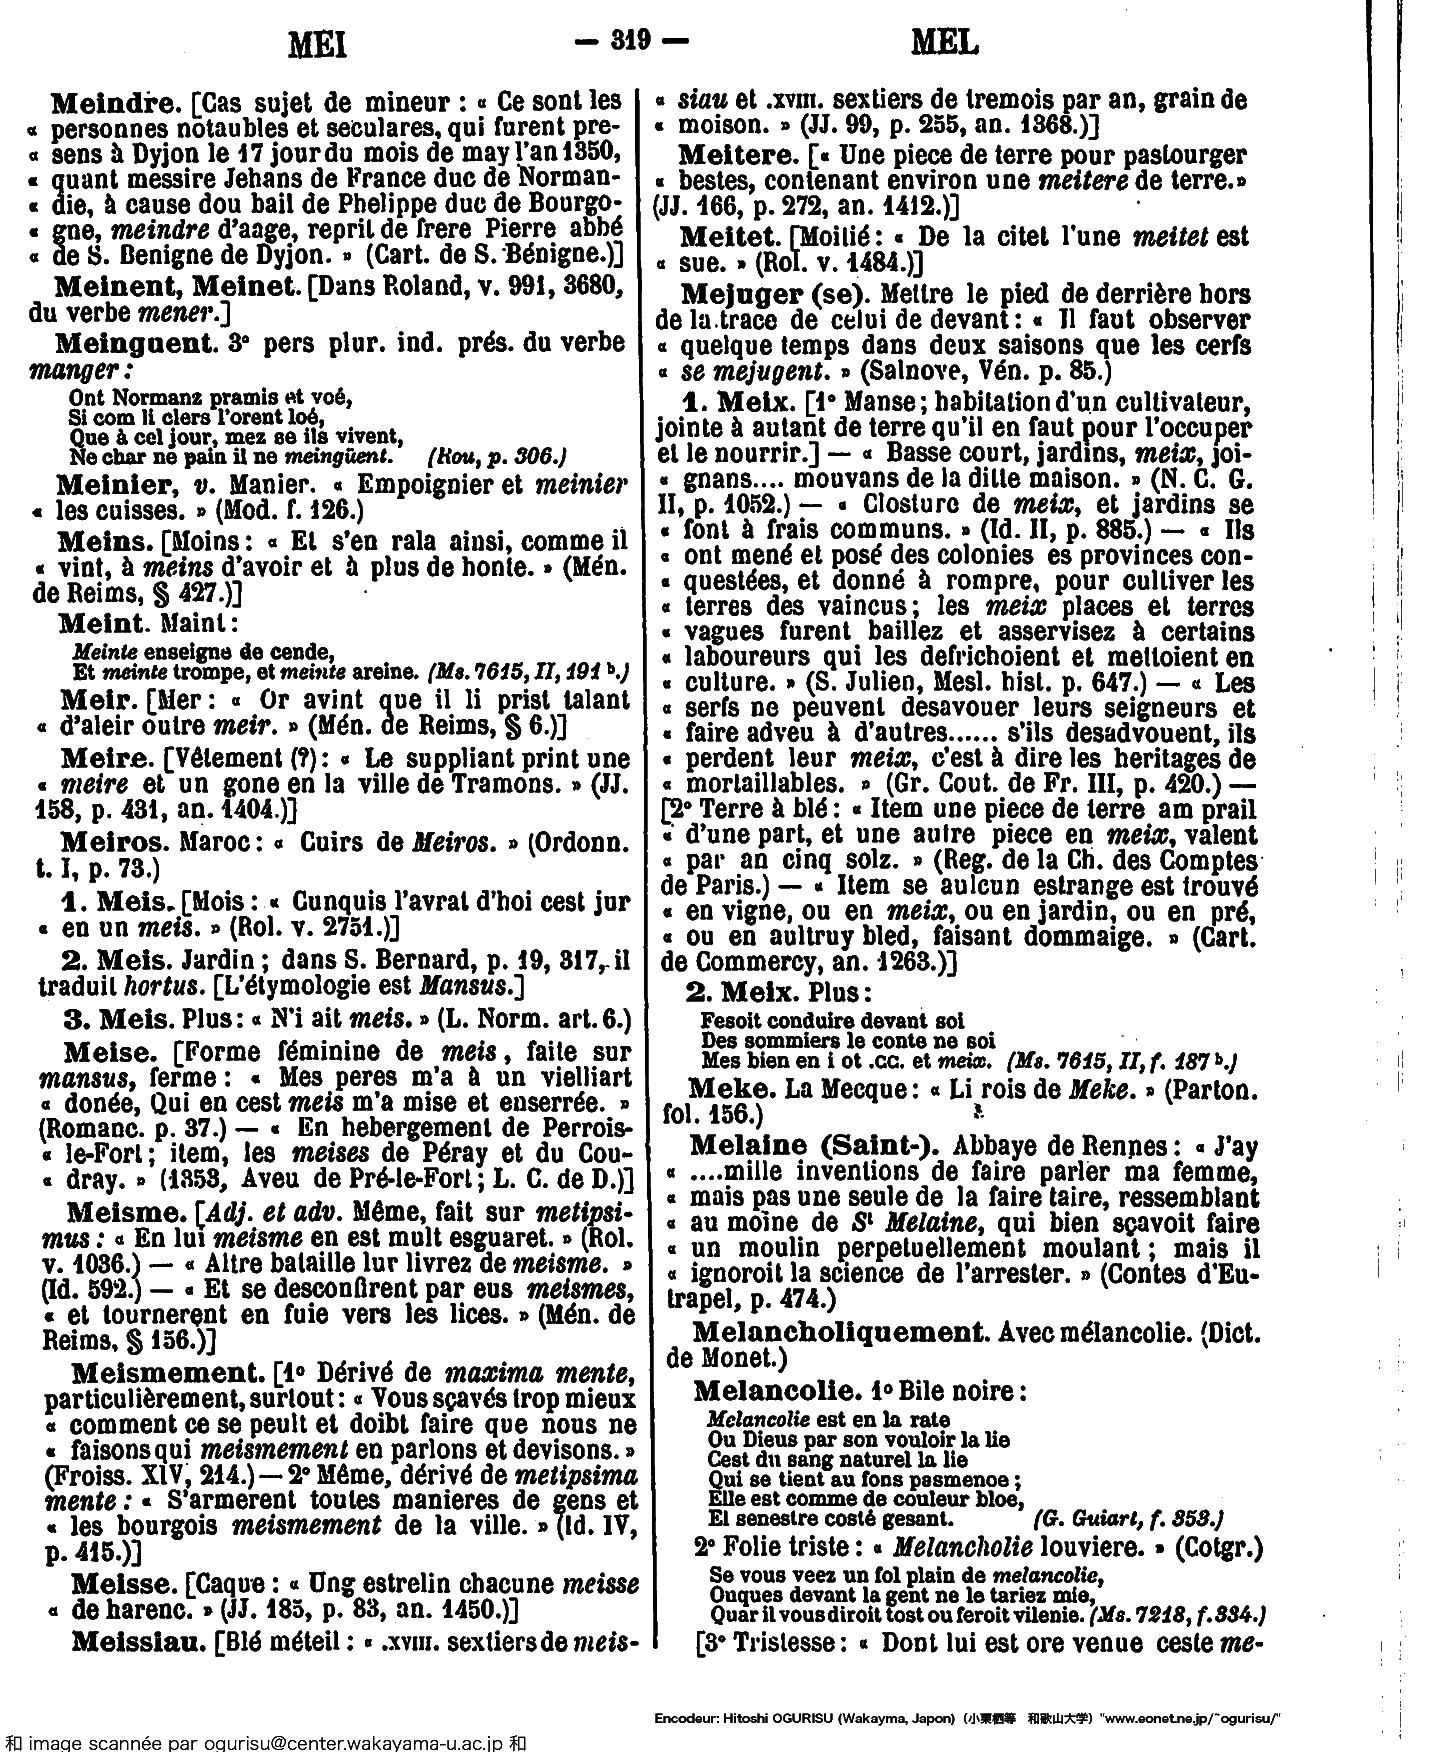 MEI
— 319 —
MEL
Meindre. [Cas sujet de mineur : « Ce sont les
« personnes notaubles et seculares, qui furent pre-
« sens à Dyjon le 17 jour du mois de may l'an 1350,
« quant messire Jehans de France duc de Norman-
« die, à cause dou bail de Phelippe duc de Bourgo-
« gne, meindre d'aage, reprit de frere Pierre abbé
« de S. Benigne de Dyjon. » (Cart. de S. Bénigne.)]
Meinent, Meinet. [Dans Roland, v. 991, 3680,
du verbe mener.]
Meinguent. 3e pers plur. ind. prés. du verbe
manger :
Ont Normanz pramis et voé,
Si com li clers l'orent loé,
Que à cel jour, mez se ils vivent,
Ne char ne pain il ne meingüent. (Rou, p. 306.)
Meinier, v. Manier. « Empoignier et meinier
« les cuisses. » (Mod. f. 126.)
Meins. [Moins : « Et s'en rala ainsi, comme il
« vint, à meins d'avoir et à plus de honte. » (Mén.
de Reims, § 427.)]
Meint. Maint :
Meinte enseigne de cende,
Et meinte trompe, et meinte areine. (Ms. 7615, II, 191 b.)
Meir. [Mer : « Or avint que il li prist talant
« d'aleir outre meir. » (Mén. de Reims, § 6.)]
Meire. [Vêtement (?) : « Le suppliant print une
« meire et un gone en la ville de Tramons. » (JJ.
158, p. 431, an. 1404.)]
Meiros. Maroc : « Cuirs de Meiros. » (Ordonn.
t. I, p. 73.)
1. Meis. [Mois : « Cunquis l'avrat d'hoi cest jur
« en un meis. » (Rol. v. 2751.)]
2. Meis. Jardin ; dans S. Bernard, p. 19, 317, il
traduit hortus. [L'étymologie est Mansus.]
3. Meis. Plus : « N'i ait meis. » (L. Norm. art. 6.)
Meise. [Forme féminine de meis, faite sur
mansus, ferme : « Mes peres m'a à un vielliart
« donée, Qui en cest meis m'a mise et enserrée. »
(Romanc. p. 37.) — « En hebergement de Perrois-
« le-Fort ; item, les meises de Péray et du Cou-
« dray. » (1353, Aveu de Pré-le-Fort ; L. C. de D.)]
Meisme. [Adj. et adv. Même, fait sur metipsi-
mus : « En lui meisme en est mult esguaret. » (Rol.
v. 1036.) — « Altre bataille lur livrez de meisme. »
(Id. 592.) — « Et se desconfirent par eus meismes,
« et tournerent en fuie vers les lices. » (Mén. de
Reims, § 156.)]
Meismement. [1o Dérivé de maxima mente,
particulièrement, surtout : « Vous sçavés trop mieux
« comment ce se peult et doibt faire que nous ne
« faisons qui meismement en parlons et devisons. »
(Froiss. XIV, 214.) — 2o Même, dérivé de metipsima
mente : « S'armerent toutes manieres de gens et
« les bourgois meismement de la ville. » (Id. IV,
p. 415.)]
Meisse. [Caque : « Ung estrelin chacune meisse
« de harenc. » (JJ. 185, p. 83, an. 1450.)]
Meissiau. [Blé méteil : « .xviii. sextiers de meis-
« siau et .xviii. sextiers de tremois par an, grain de
« moison. » (JJ. 99, p. 255, an. 1368.)]
Meitere. [« Une piece de terre pour pastourger
« bestes, contenant environ une meitere de terre.»
(JJ. 166, p. 272, an. 1412.)]
Meitet. [Moitié : « De la citet l'une meitet est
« sue. » (Rol. v. 1484.)]
Mejuger (se). Mettre le pied de derrière hors
de la trace de celui de devant : « Il faut observer
« quelque temps dans deux saisons que les cerfs
« se mejugent. » (Salnove, Vén. p. 85.)
1. Meix. [1o Manse ; habitation d'un cultivateur,
jointe à autant de terre qu'il en faut pour l'occuper
et le nourrir.] — « Basse court, jardins, meix, joi-
« gnans.... mouvans de la ditte maison. » (N. C. G.
II, p. 1052.) — « Closture de meix, et jardins se
« font à frais communs. » (Id. II, p. 885.) — « Ils
« ont mené et posé des colonies es provinces con-
« questées, et donné à rompre, pour cultiver les
« terres des vaincus ; les meix places et terres
« vagues furent baillez et asservisez à certains
« laboureurs qui les defrichoient et mettoient en
« culture. » (S. Julien, Mesl. hist. p. 647.) — « Les
« serfs ne peuvent desavouer leurs seigneurs et
« faire adveu à d'autres...... s'ils desadvouent, ils
« perdent leur meix, c'est à dire les heritages de
« mortaillables. » (Gr. Cout. de Fr. III, p. 420.) —
[2o Terre à blé : « Item une piece de terre am prail
« d'une part, et une autre piece en meix, valent
« par an cinq solz. » (Reg. de la Ch. des Comptes
de Paris.) — « Item se aulcun estrange est trouvé
« en vigne, ou en meix, ou en jardin, ou en pré,
« ou en aultruy bled, faisant dommaige. » (Cart.
de Commercy, an. 1263.)]
2. Meix. Plus :
Fesoit conduire devant soi
Des sommiers le conte ne soi
Mes bien en i ot .cc. et meix. (Ms. 7615, II, f. 187 b.)
Meke. La Mecque : « Li rois de Meke. » (Parton.
fol. 156.)
Melaine (Saint-). Abbaye de Rennes : « J'ay
« ....mille inventions de faire parler ma femme,
« mais pas une seule de la faire taire, ressemblant
« au moine de St Melaine, qui bien sçavoit faire
« un moulin perpetuellement moulant ; mais il
« ignoroit la science de l'arrester. » (Contes d'Eu-
trapel, p. 474.)
Melancholiquement. Avec mélancolie. (Dict.
de Monet.)
Melancolie. 1o Bile noire :
Melancolie est en la rate
Ou Dieus par son vouloir la lie
Cest du sang naturel la lie
Qui se tient au fons pasmenoe ;
Elle est comme de couleur bloe,
El senestre costé gesant. (G. Guiart, f. 353.)
2o Folie triste : « Melancholie louviere. » (Cotgr.)
Se vous veez un fol plain de melancolie,
Onques devant la gent ne le tariez mie,
Quar il vous diroit tost ou feroit vilenie. (Ms. 7218, f. 334.)
[3o Tristesse : « Dont lui est ore venue ceste me-
Encodeur: Hitoshi OGURISU (Wakayma, Japon) (小栗栖等 和歌山大学) "www.eonet.ne.jp/~ogurisu/"
和 image scannée par ogurisu@center.wakayama-u.ac.jp 和